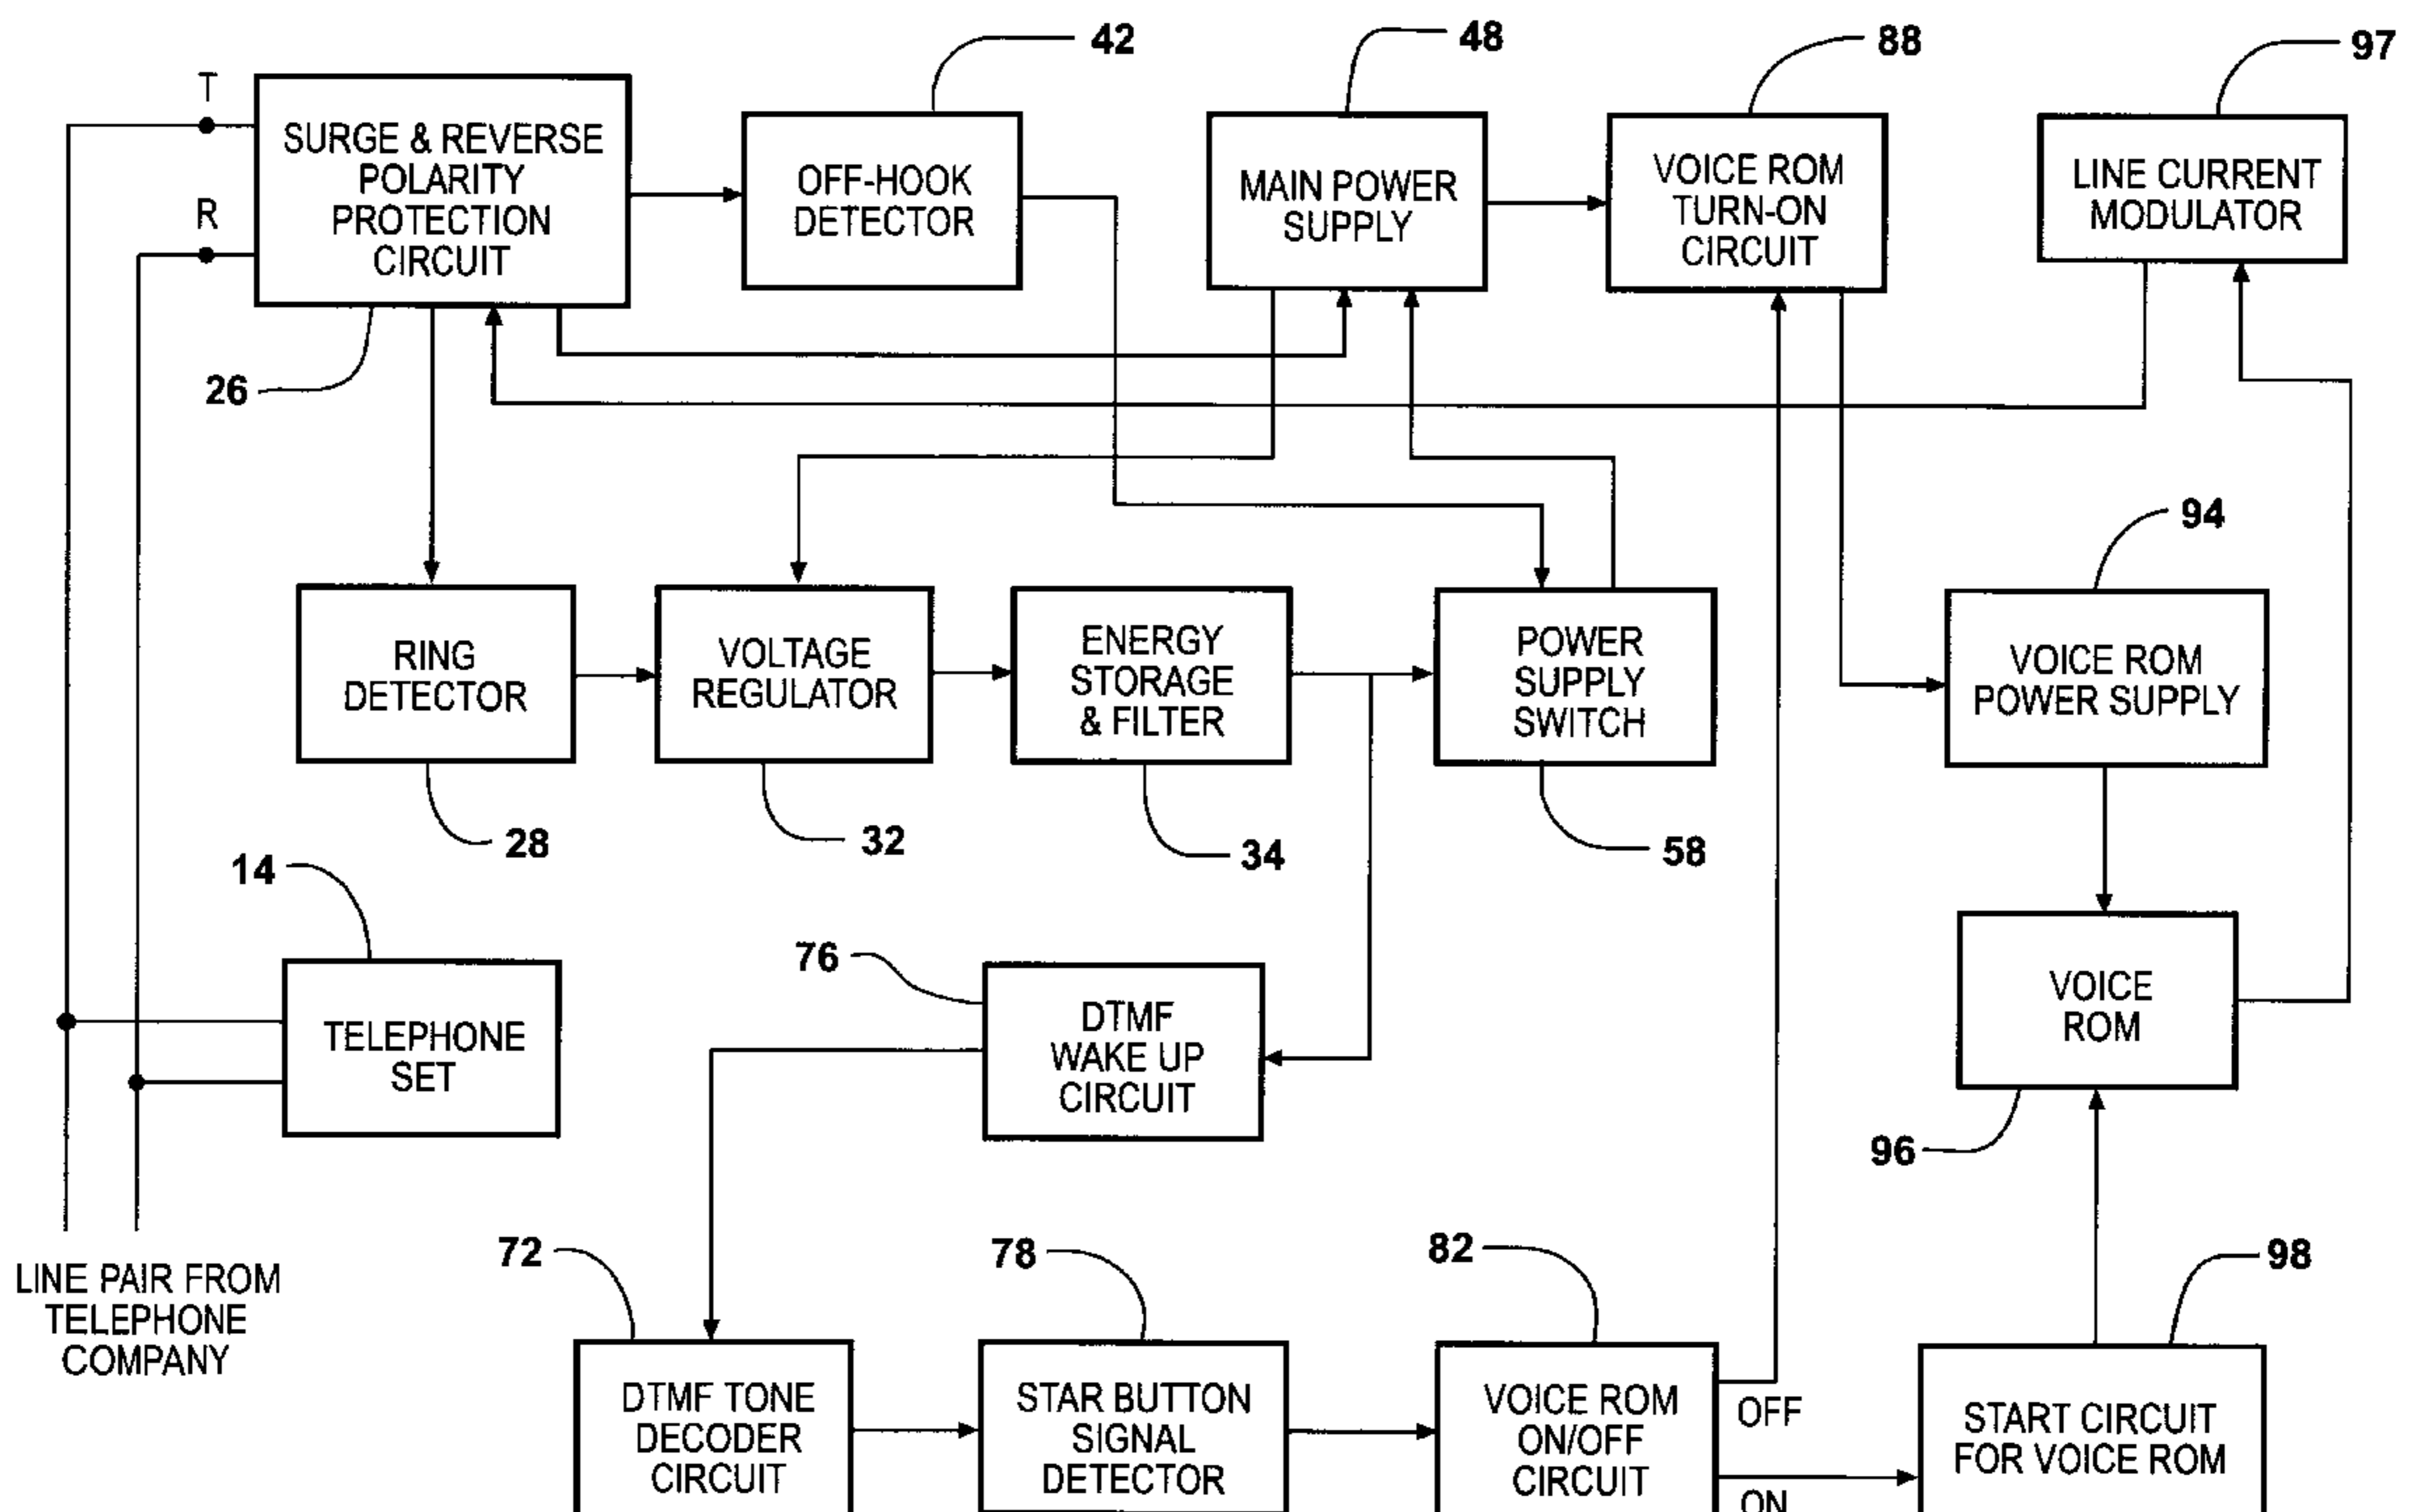 42
48
88
97
T
SURGE & REVERSE
POLARITY
PROTECTION
CIRCUIT
R
OFF-HOOK
DETECTOR
MAIN POWER
SUPPLY
VOICE ROM
TURN-ON
CIRCUIT
LINE CURRENT
MODULATOR
26
94
RING
DETECTOR
VOLTAGE
REGULATOR
ENERGY
STORAGE
& FILTER
POWER
SUPPLY
SWITCH
VOICE ROM
POWER SUPPLY
28
32
34
58
14
TELEPHONE
SET
76
DTMF
WAKE UP
CIRCUIT
VOICE
ROM
96
LINE PAIR FROM
TELEPHONE
COMPANY
72
78
82
98
DTMF TONE
DECODER
CIRCUIT
STAR BUTTON
SIGNAL
DETECTOR
VOICE ROM
ON/OFF
CIRCUIT
OFF
ON
START CIRCUIT
FOR VOICE ROM